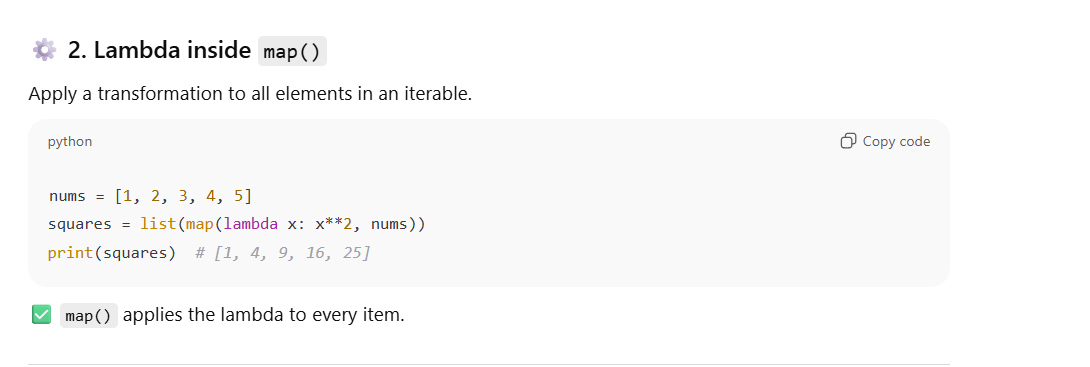 ⚙️ 2. Lambda inside map()
Apply a transformation to all elements in an iterable.
python
Copy code
nums = [1, 2, 3, 4, 5]
squares = list(map(lambda x: x**2, nums))
print(squares)  # [1, 4, 9, 16, 25]
✅ map() applies the lambda to every item.